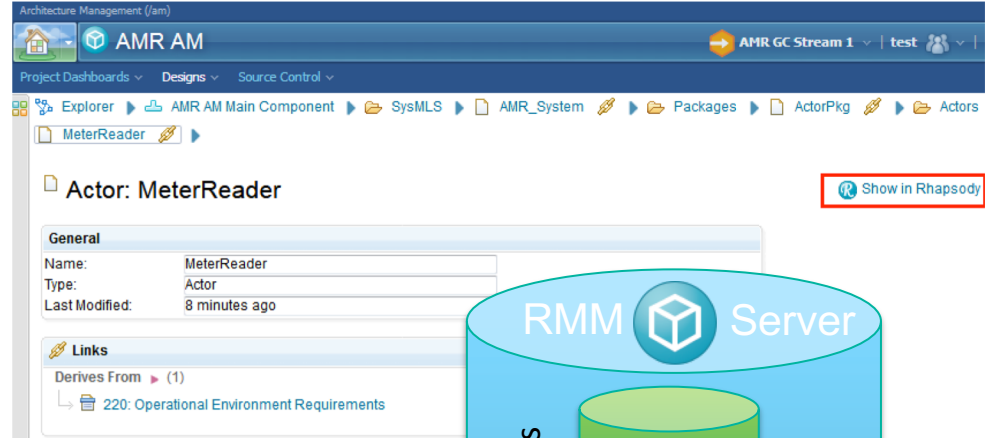 Architecture Management (/am)
AMR AM
AMR GC Stream 1 | test |
Project Dashboards Designs Source Control
Explorer AMR AM Main Component SysMLS AMR_System Packages ActorPkg Actors
MeterReader
Actor: MeterReader
Show in Rhapsody
General
Name: MeterReader
Type: Actor
Last Modified: 8 minutes ago
RMM Server
Links
Derives From (1)
220: Operational Environment Requirements
s